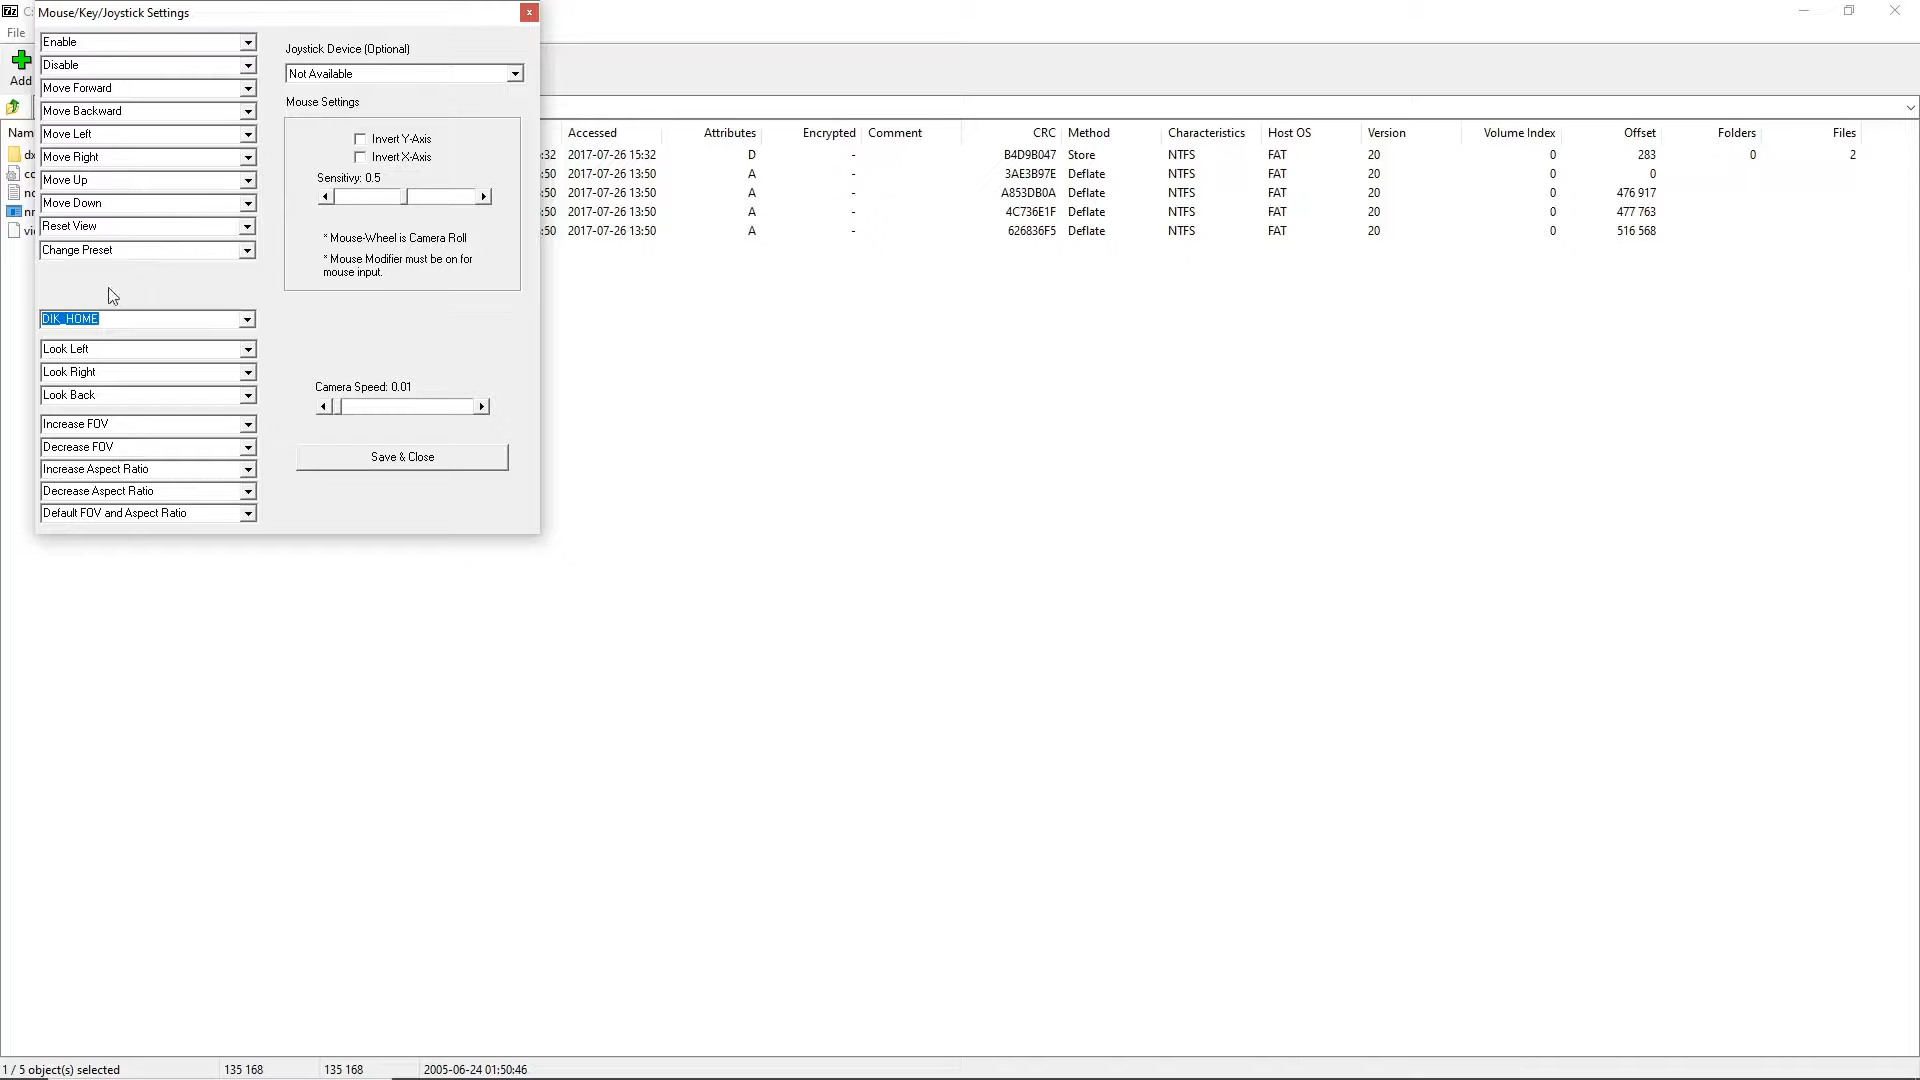 Mouse/Key/Joystick Settings
x
File
Add
Enable
Disable
Move Forward
Move Backward
Move Left
Move Right
Move Up
Move Down
Reset View
Change Preset
DIK_HOME
Look Left
Look Right
Look Back
Increase FOV
Decrease FOV
Increase Aspect Ratio
Decrease Aspect Ratio
Default FOV and Aspect Ratio
Joystick Device (Optional)
Not Available
Mouse Settings
Invert Y-Axis
Invert X-Axis
Sensitivy: 0.5
* Mouse-Wheel is Camera Roll
* Mouse Modifier must be on for
mouse input.
Camera Speed: 0.01
Save & Close
Nam Accessed Attributes Encrypted Comment CRC Method Characteristics Host OS Version Volume Index Offset Folders Files
dx :32 2017-07-26 15:32 D - B4D9B047 Store NTFS FAT 20 0 283 0 2
co :50 2017-07-26 13:50 A - 3AE3B97E Deflate NTFS FAT 20 0 0
:50 2017-07-26 13:50 A - A853DB0A Deflate NTFS FAT 20 0 476 917
:50 2017-07-26 13:50 A - 4C736E1F Deflate NTFS FAT 20 0 477 763
:50 2017-07-26 13:50 A - 626836F5 Deflate NTFS FAT 20 0 516 568
1 / 5 object(s) selected 135 168 135 168 2005-06-24 01:50:46